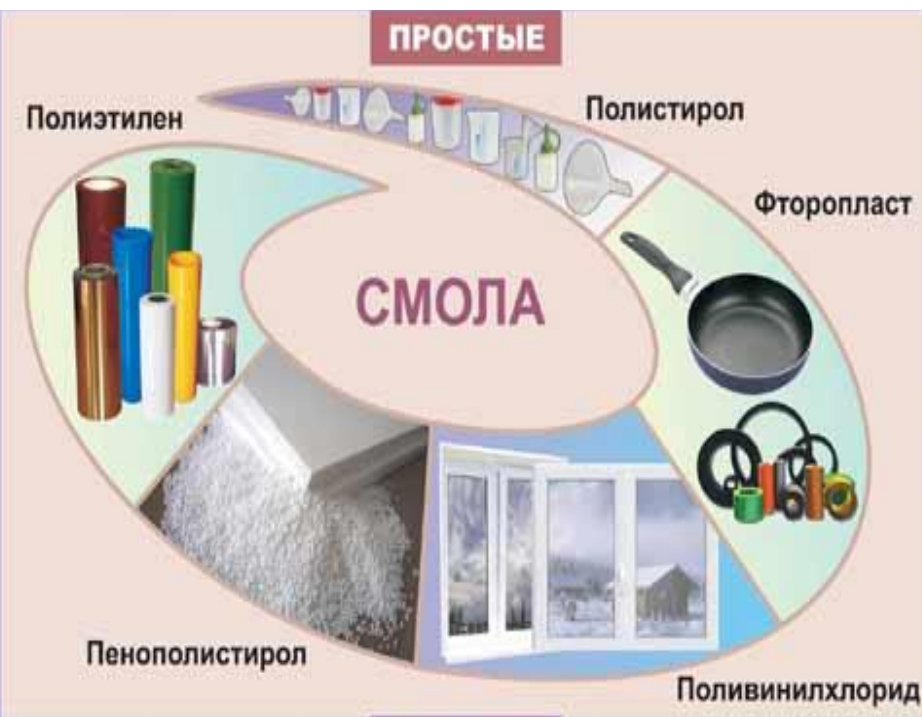 ПРОСТЫЕ
Полиэтилен
Полистирол
Фторопласт
СМОЛА
Пенополистирол
Поливинилхлорид